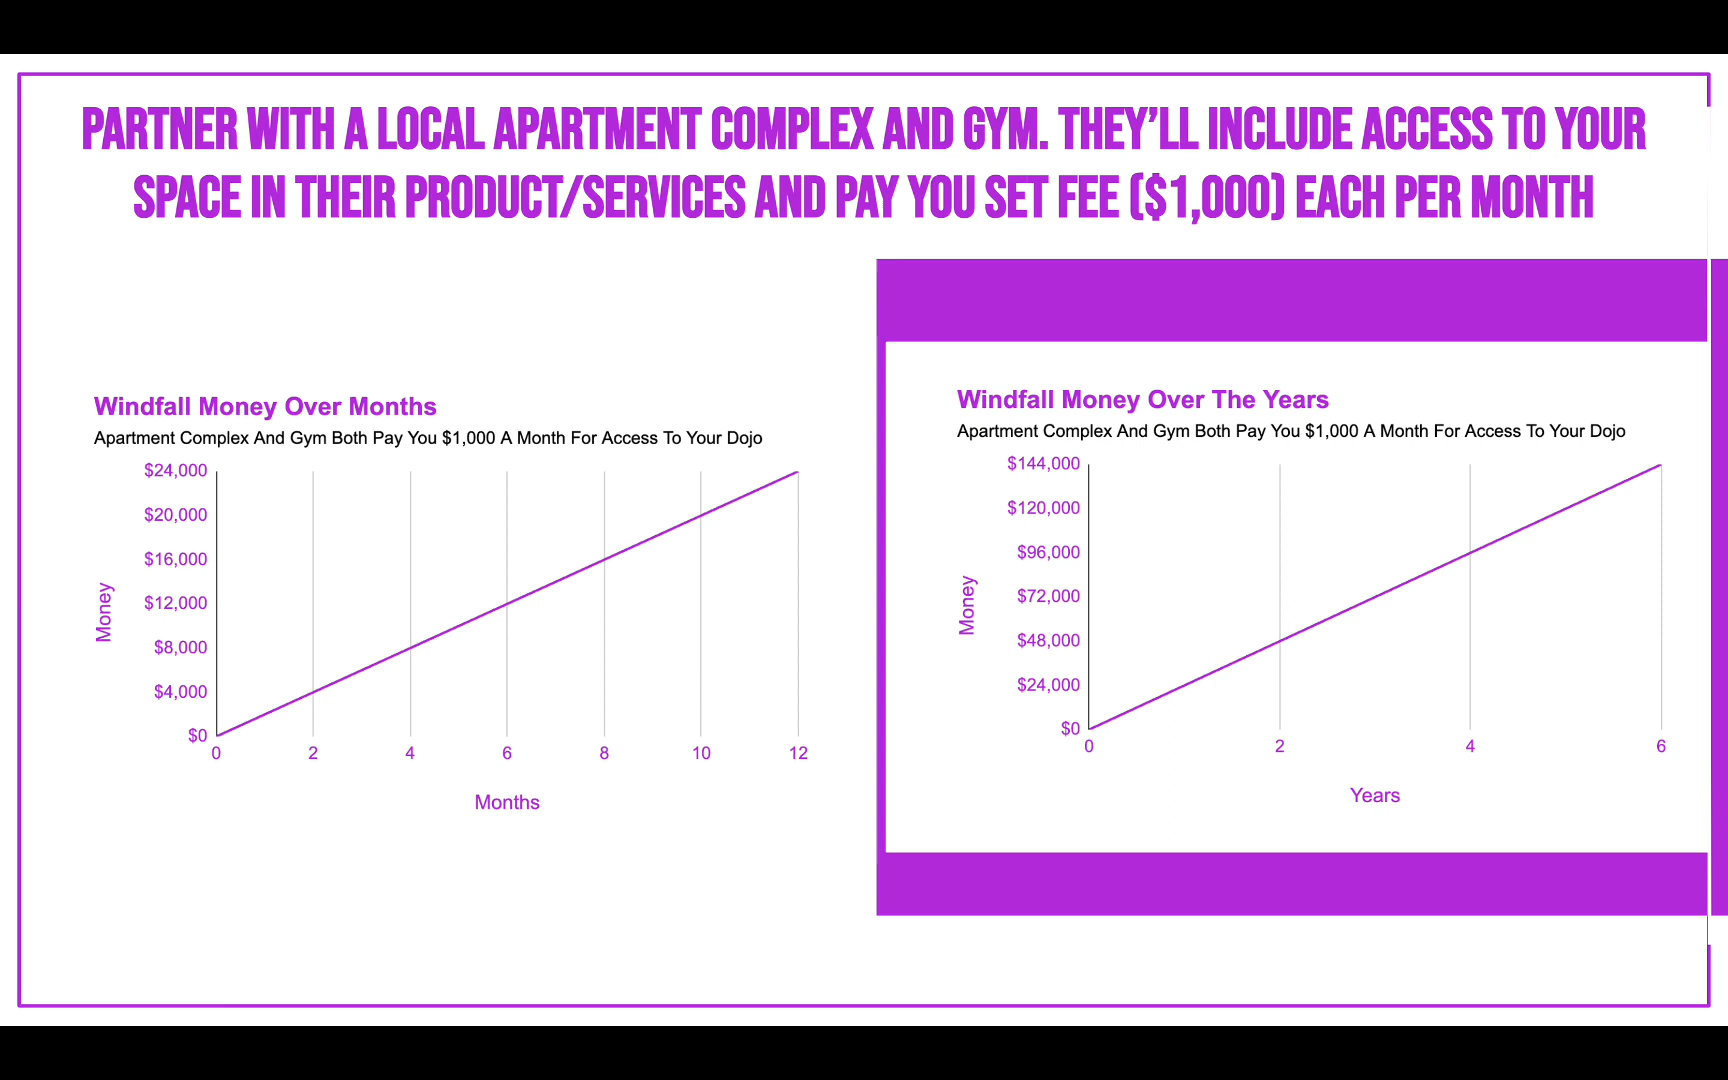 PARTNER WITH A LOCAL APARTMENT COMPLEX AND GYM. THEY'LL INCLUDE ACCESS TO YOUR
SPACE IN THEIR PRODUCT/SERVICES AND PAY YOU SET FEE ($1,000) EACH PER MONTH
Windfall Money Over Months
Apartment Complex And Gym Both Pay You $1,000 A Month For Access To Your Dojo
$24,000
$20,000
$16,000
$12,000
$8,000
$4,000
$0
Money
0 2 4 6 8 10 12
Months
Windfall Money Over The Years
Apartment Complex And Gym Both Pay You $1,000 A Month For Access To Your Dojo
$144,000
$120,000
$96,000
$72,000
$48,000
$24,000
$0
Money
0 2 4 6
Years